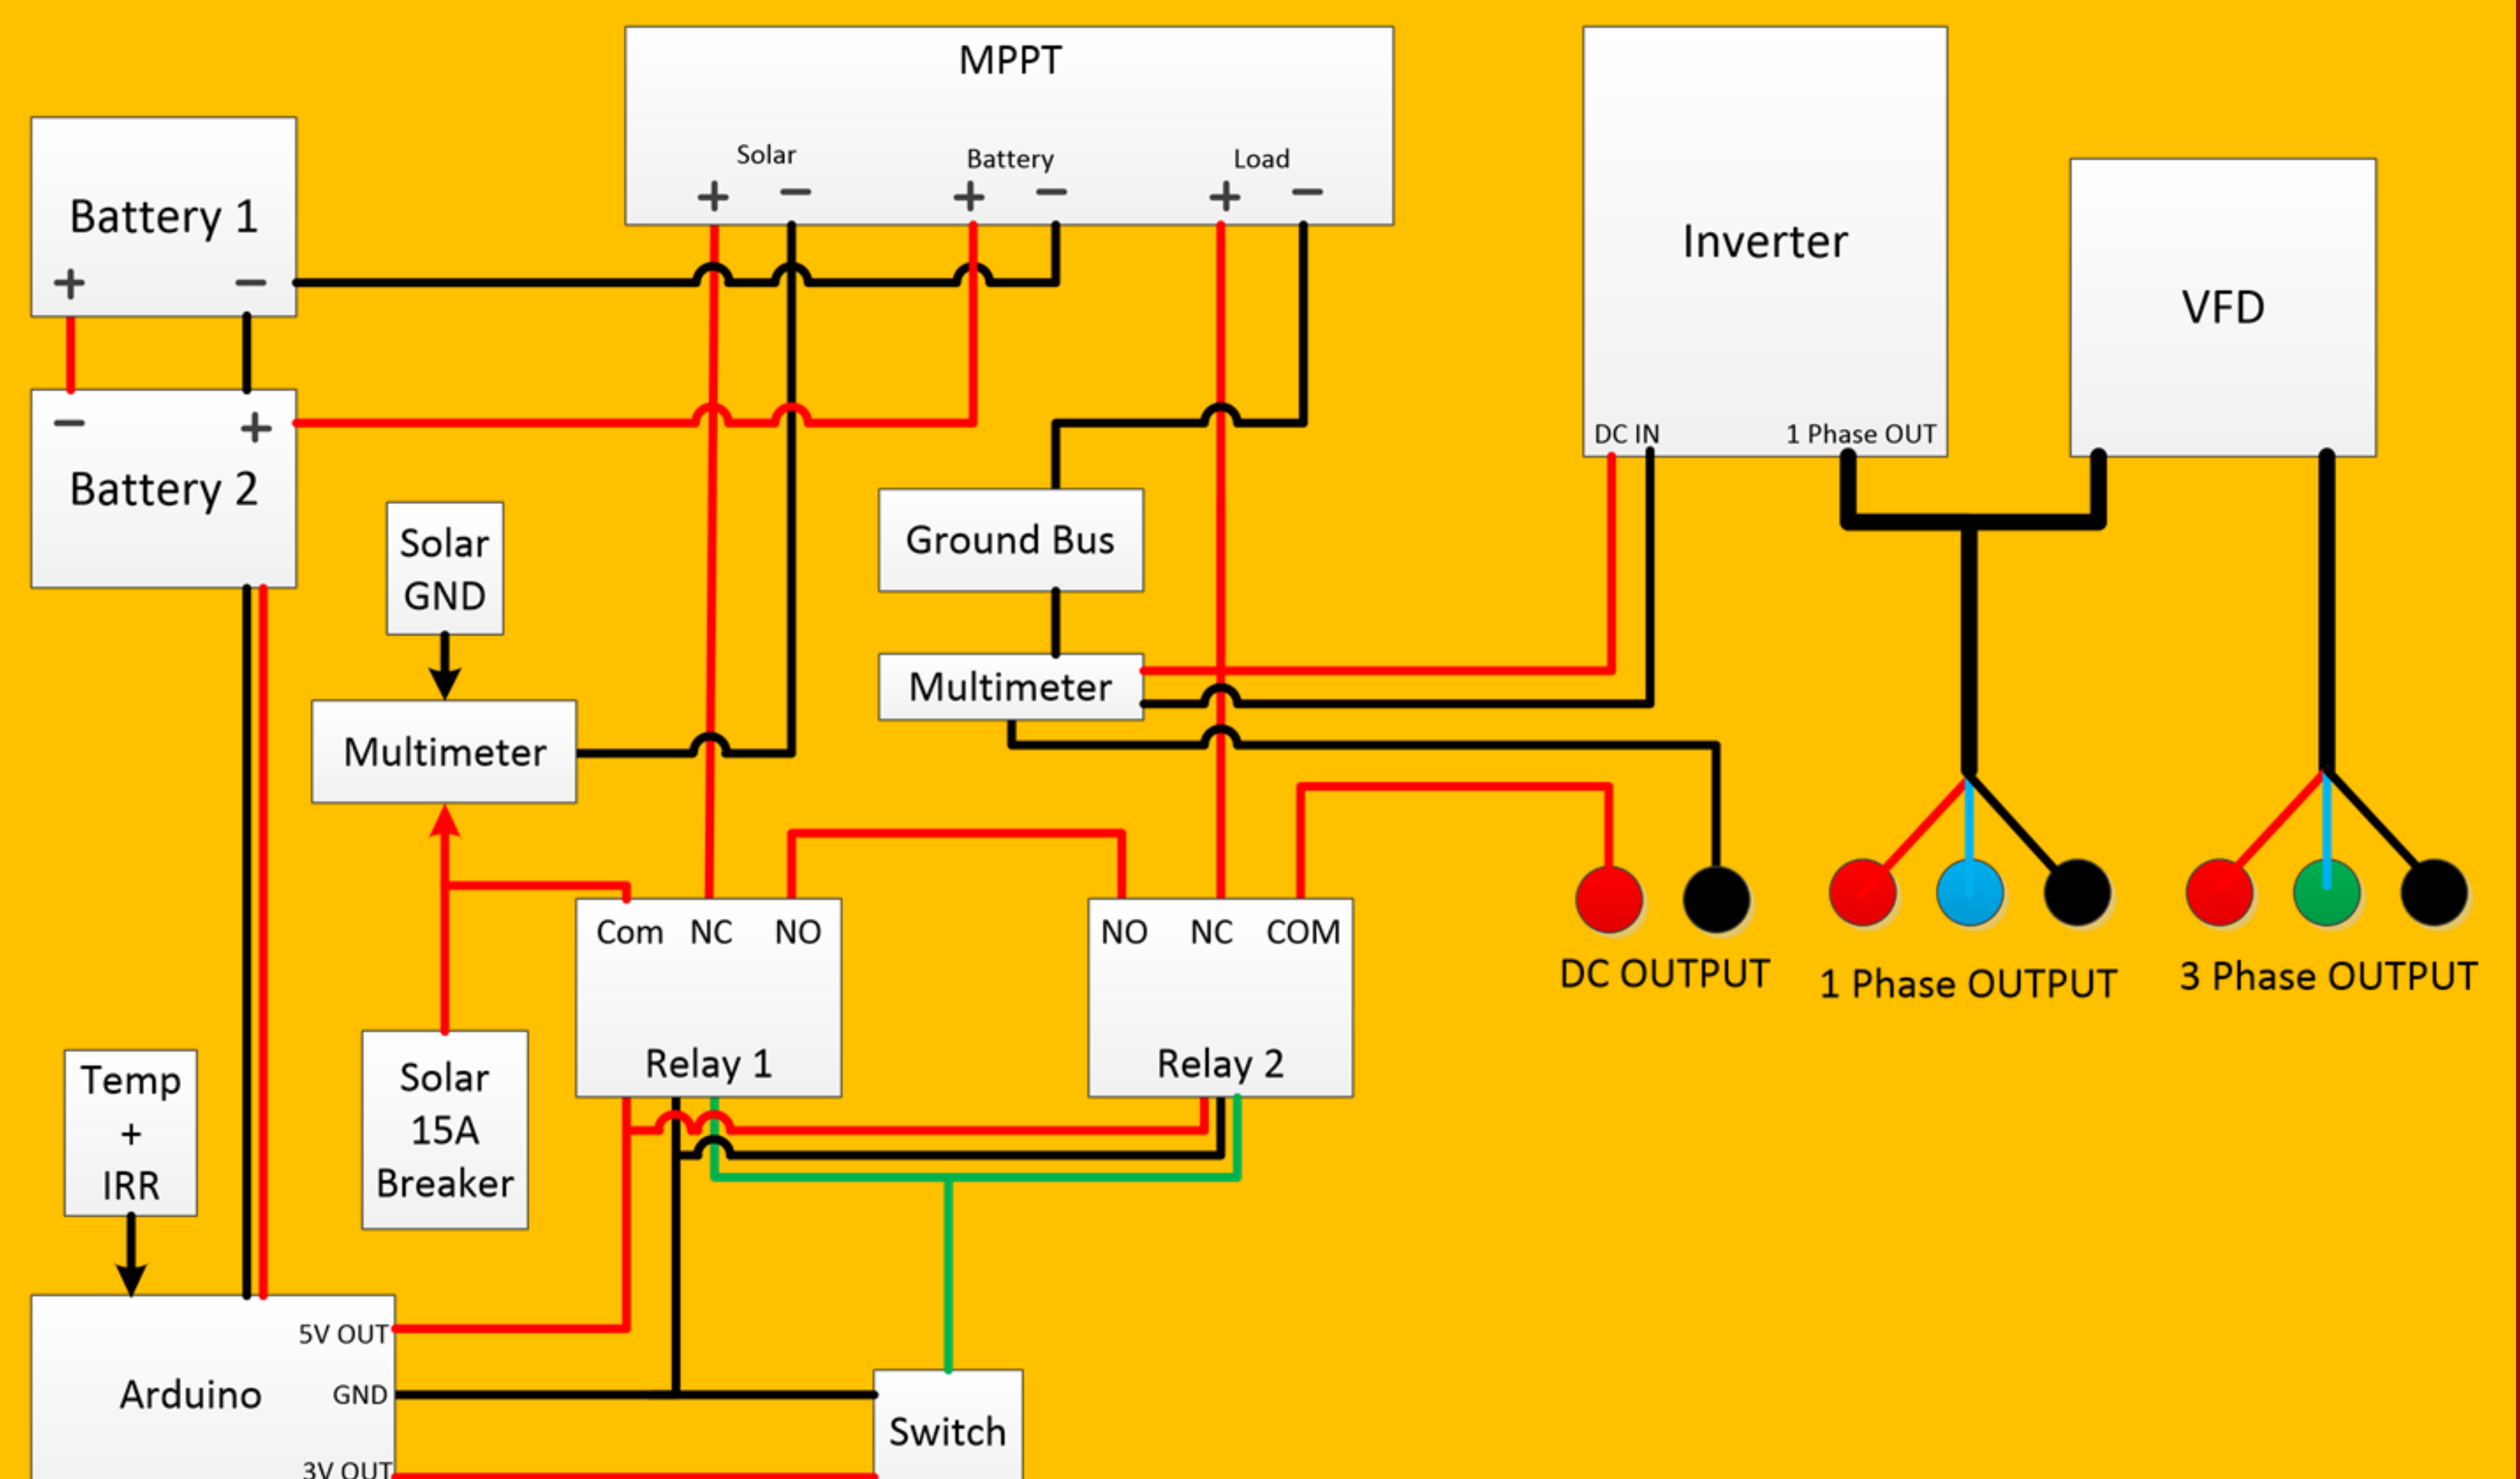 MPPT
Solar
Battery
Load
+ −
+ −
+ −
Battery 1
+ −
Inverter
DC IN
1 Phase OUT
VFD
− +
Battery 2
Solar
GND
Ground Bus
Multimeter
Multimeter
Com NC NO
Relay 1
NO NC COM
Relay 2
DC OUTPUT
1 Phase OUTPUT
3 Phase OUTPUT
Temp
+
IRR
Solar
15A
Breaker
5V OUT
Arduino
GND
3V OUT
Switch